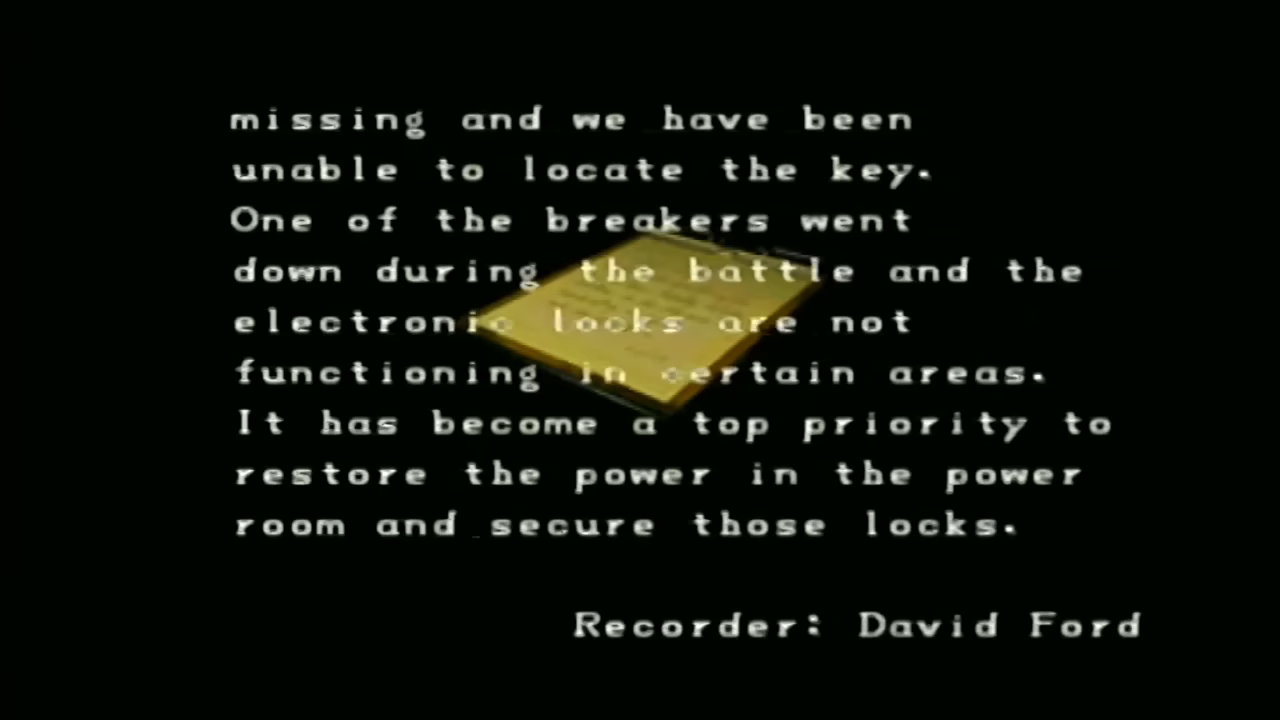 missing and we have been
unable to locate the key.
One of the breakers went
down during the battle and the
electronic locks are not
functioning in certain areas.
It has become a top priority to
restore the power in the power
room and secure those locks.
Recorder: David Ford